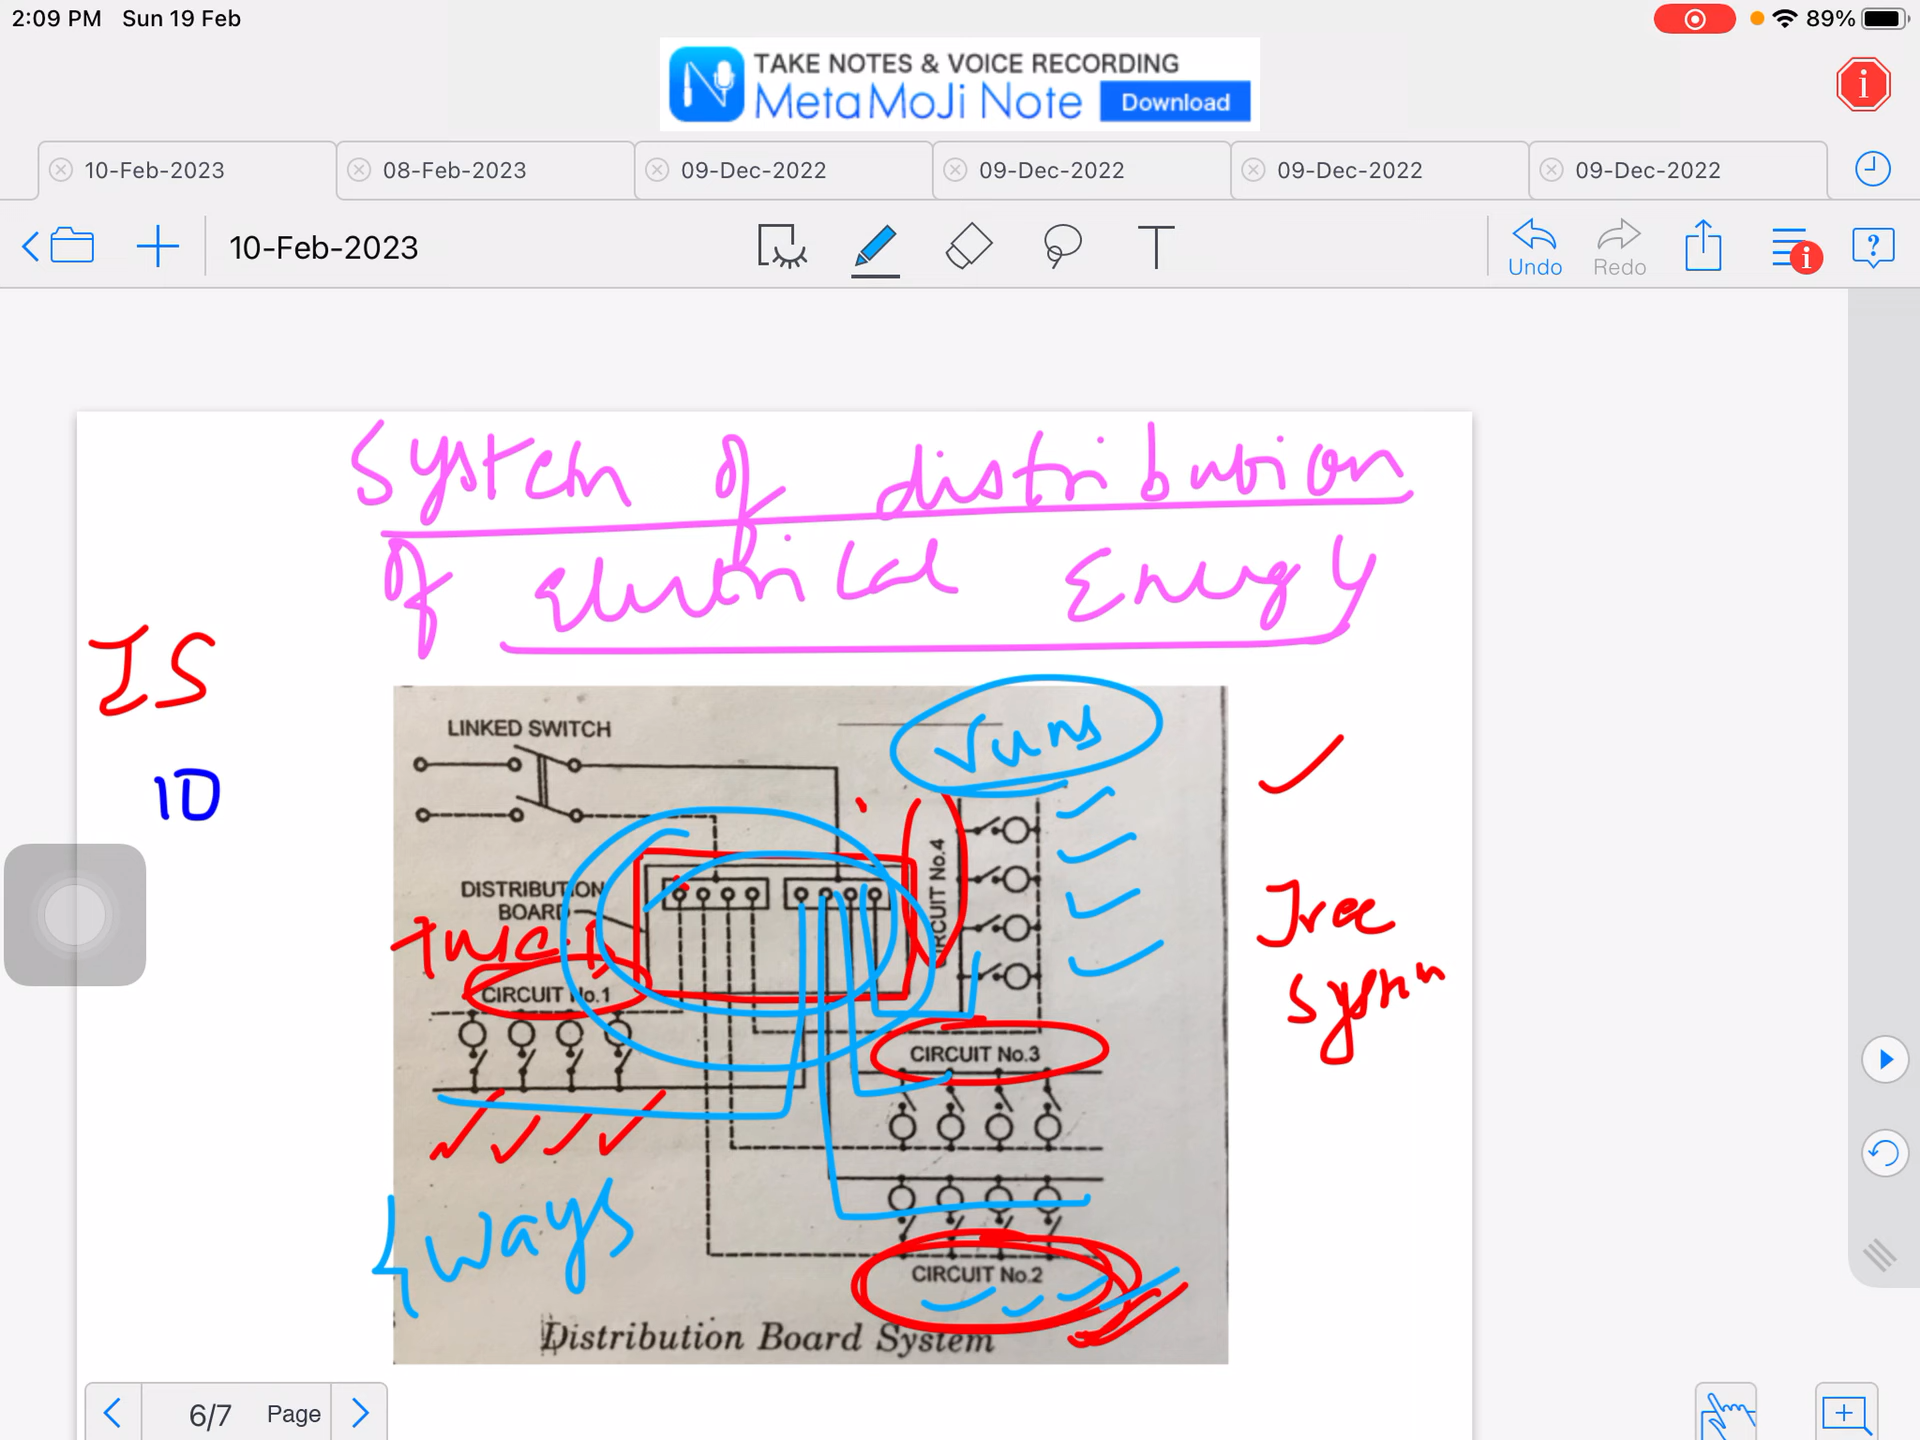 2:09 PM Sun 19 Feb
89%
TAKE NOTES & VOICE RECORDING
MetaMoJi Note Download
10-Feb-2023 08-Feb-2023 09-Dec-2022 09-Dec-2022 09-Dec-2022 09-Dec-2022
10-Feb-2023
T
Undo Redo
System of distribution
of Electrical Energy
IS
10
LINKED SWITCH
runs
CIRCUIT No.4
DISTRIBUTION
BOARD
Tree
System
CIRCUIT No.1
CIRCUIT No.3
4 ways
CIRCUIT No.2
Distribution Board System
6/7 Page